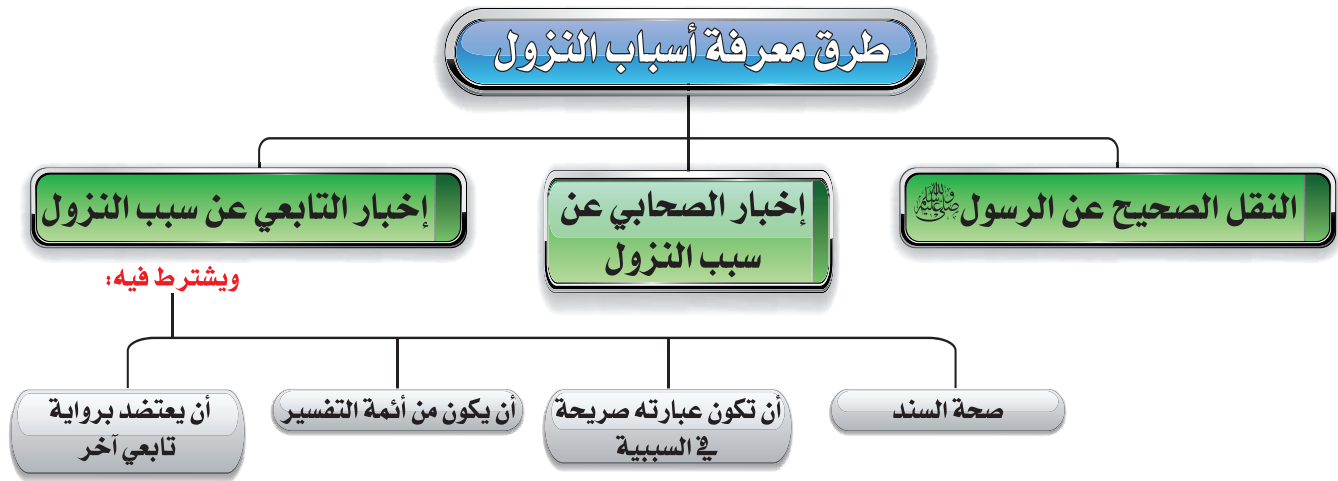 طرق معرفة أسباب النزول
النقل الصحيح عن الرسول ﷺ
إخبار الصحابي عن
سبب النزول
إخبار التابعي عن سبب النزول
ويشترط فيه:
صحة السند
أن تكون عبارته صريحة
في السببية
أن يكون من أئمة التفسير
أن يعتضد برواية
تابعي آخر